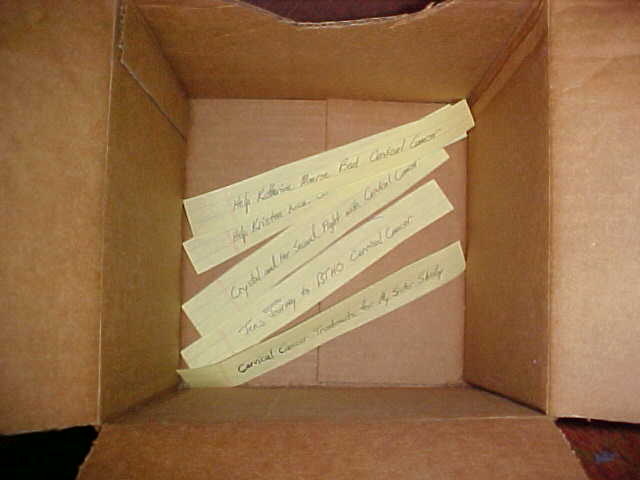 Help Katherine Monroe Beat Cervical Cancer
Help Kristen
Crystal and Her Second Fight with Cervical Cancer
Jen's Journey to BTHO Cervical Cancer
Cervical Cancer Treatments for My Sister Shelly